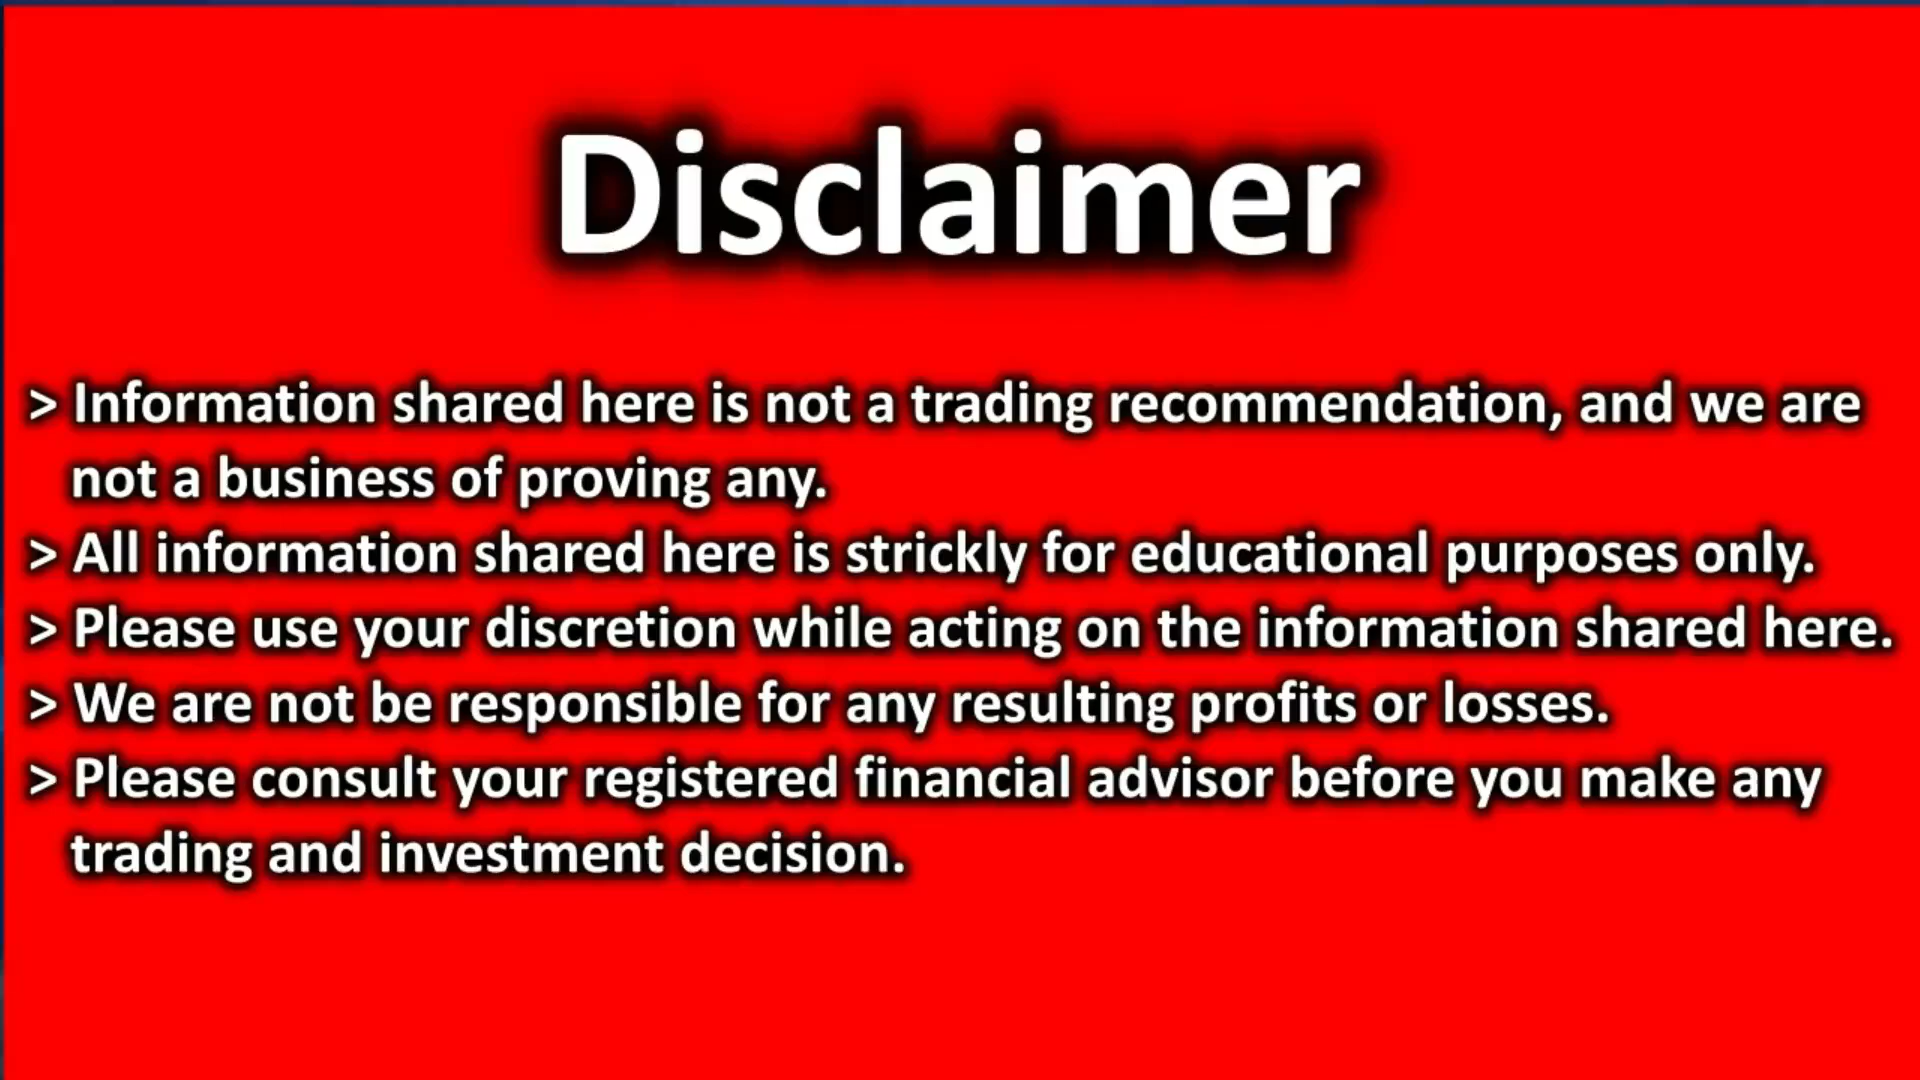 Disclaimer
> Information shared here is not a trading recommendation, and we are
not a business of proving any.
> All information shared here is strickly for educational purposes only.
> Please use your discretion while acting on the information shared here.
> We are not be responsible for any resulting profits or losses.
> Please consult your registered financial advisor before you make any
trading and investment decision.